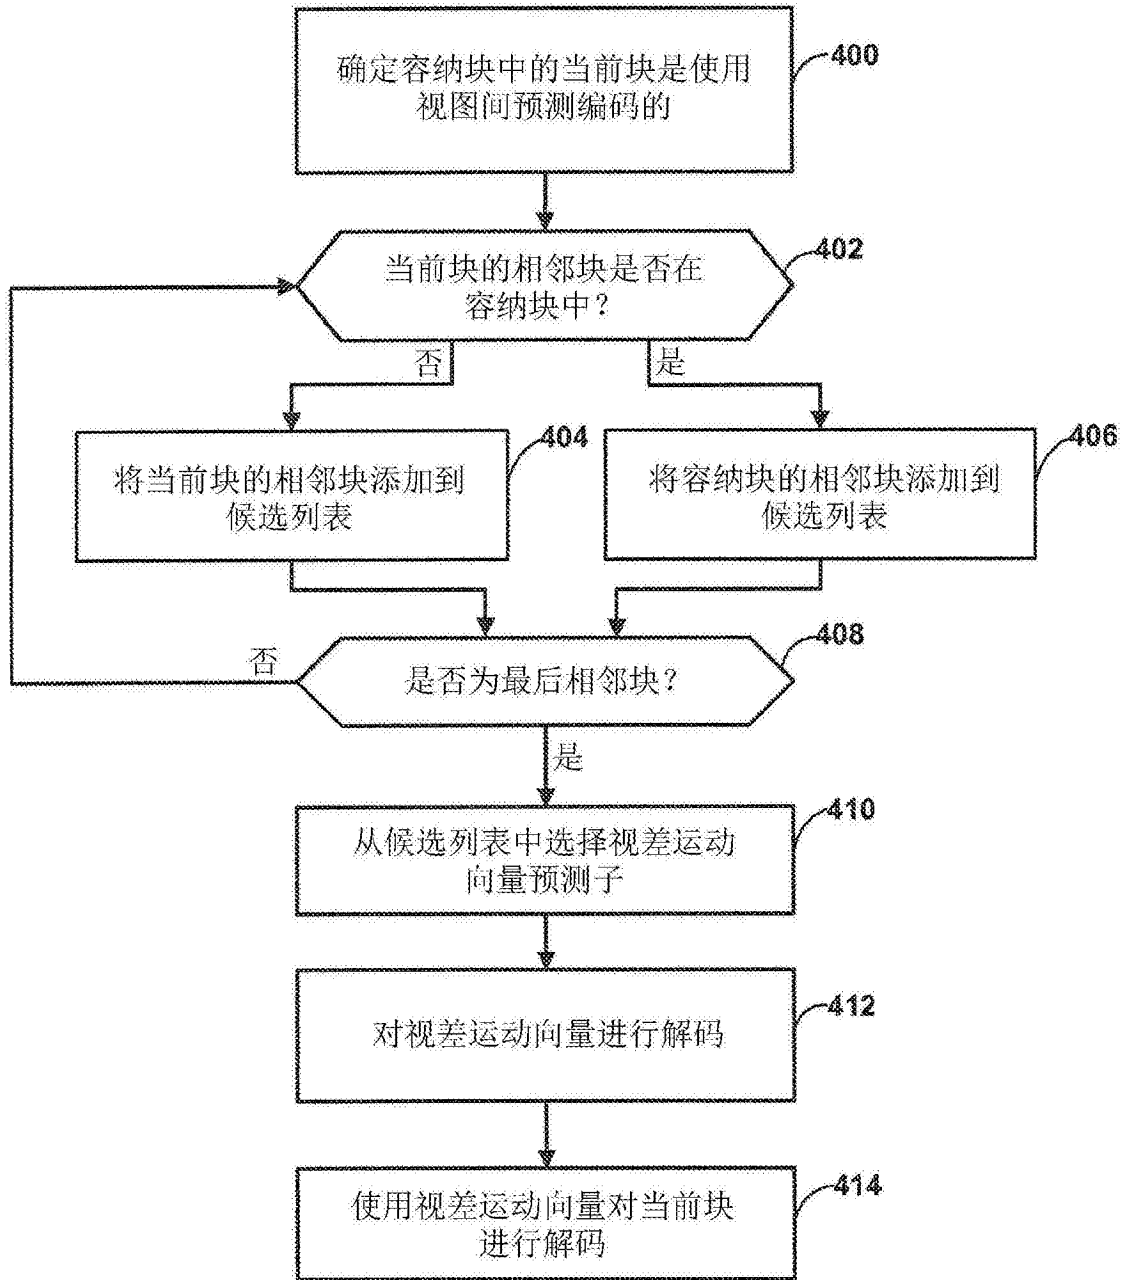 确定容纳块中的当前块是使用
视图间预测编码的
400
当前块的相邻块是否在
容纳块中？
402
否
是
将当前块的相邻块添加到
候选列表
404
将容纳块的相邻块添加到
候选列表
406
是否为最后相邻块？
408
否
是
从候选列表中选择视差运动
向量预测子
410
对视差运动向量进行解码
412
使用视差运动向量对当前块
进行解码
414